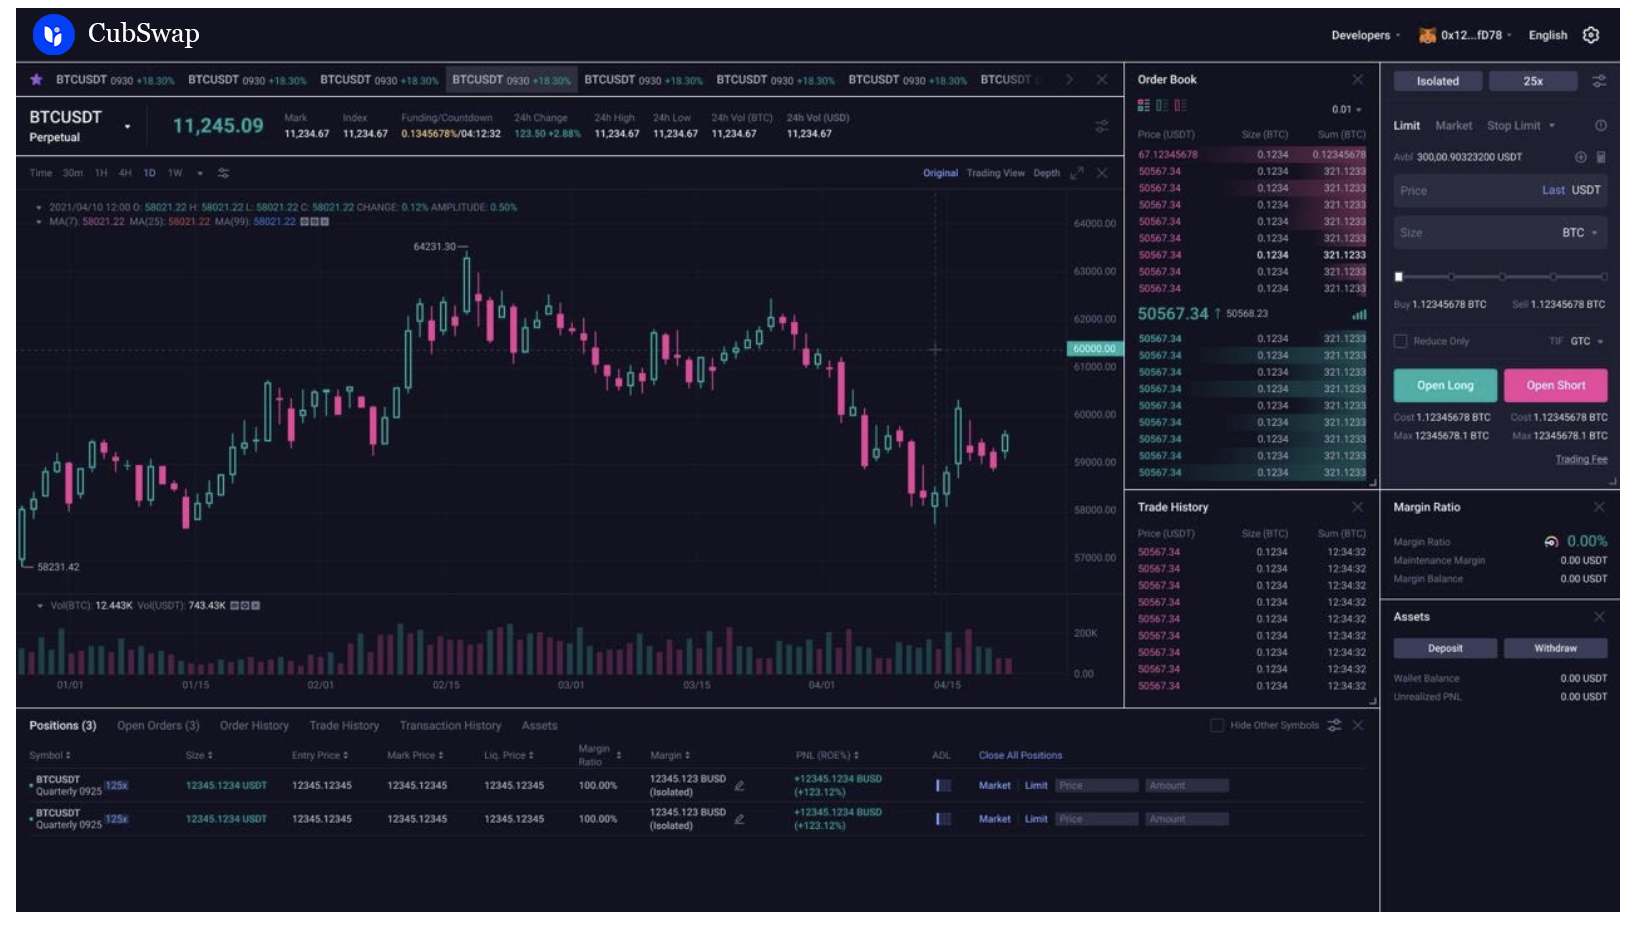 CubSwap
Developers 0x12...fD78 English
BTCUSDT 0930 +18.30% BTCUSDT 0930 +18.30% BTCUSDT 0930 +18.30% BTCUSDT 0930 +18.30% BTCUSDT 0930 +18.30% BTCUSDT 0930 +18.30% BTCUSDT 0930 +18.30% BTCUSDT
BTCUSDT
Perpetual
11,245.09
Mark Index Funding/Countdown 24h Change 24h High 24h Low 24h Vol (BTC) 24h Vol (USD)
11,234.67 11,234.67 0.1345678%/04:12:32 123.50 +2.88% 11,234.67 11,234.67 11,234.67 11,234.67
Time 30m 1H 4H 1D 1W
Original Trading View Depth
2021/04/10 12:00 O: 58021.22 H: 58021.22 L: 58021.22 C: 58021.22 CHANGE: 0.12% AMPLITUDE: 0.50%
MA(7): 58021.22 MA(25): 58021.22 MA(99): 58021.22
64231.30
58231.42
64000.00
63000.00
62000.00
60000.00
61000.00
60000.00
59000.00
58000.00
57000.00
Vol(BTC): 12.443K Vol(USDT): 743.43K
200K
0.00
01/01 01/15 02/01 02/15 03/01 03/15 04/01 04/15
Order Book
0.01
Price (USDT) Size (BTC) Sum (BTC)
67.12345678 0.1234 0.12345678
50567.34 0.1234 321.1233
50567.34 0.1234 321.1233
50567.34 0.1234 321.1233
50567.34 0.1234 321.1233
50567.34 0.1234 321.1233
50567.34 0.1234 321.1233
50567.34 0.1234 321.1233
50567.34 0.1234 321.1233
50567.34 ↑ 50568.23
50567.34 0.1234 321.1233
50567.34 0.1234 321.1233
50567.34 0.1234 321.1233
50567.34 0.1234 321.1233
50567.34 0.1234 321.1233
50567.34 0.1234 321.1233
50567.34 0.1234 321.1233
50567.34 0.1234 321.1233
50567.34 0.1234 321.1233
Trade History
Price (USDT) Size (BTC) Sum (BTC)
50567.34 0.1234 12:34:32
50567.34 0.1234 12:34:32
50567.34 0.1234 12:34:32
50567.34 0.1234 12:34:32
50567.34 0.1234 12:34:32
50567.34 0.1234 12:34:32
50567.34 0.1234 12:34:32
50567.34 0.1234 12:34:32
50567.34 0.1234 12:34:32
Isolated 25x
Limit Market Stop Limit
Avbl 300,00.90323200 USDT
Price Last USDT
Size BTC
Buy 1.12345678 BTC Sell 1.12345678 BTC
Reduce Only TIF GTC
Open Long Open Short
Cost 1.12345678 BTC Cost 1.12345678 BTC
Max 12345678.1 BTC Max 12345678.1 BTC
Trading Fee
Margin Ratio
Margin Ratio 0.00%
Maintenance Margin 0.00 USDT
Margin Balance 0.00 USDT
Assets
Deposit Withdraw
Wallet Balance 0.00 USDT
Unrealized PNL 0.00 USDT
Positions (3) Open Orders (3) Order History Trade History Transaction History Assets
Hide Other Symbols
Symbol Size Entry Price Mark Price Liq. Price Margin Ratio Margin PNL (ROE%) ADL Close All Positions
BTCUSDT
Quarterly 0925 125x 12345.1234 USDT 12345.12345 12345.12345 12345.12345 100.00% 12345.123 BUSD (Isolated) +12345.1234 BUSD (+123.12%) Market Limit Price Amount
BTCUSDT
Quarterly 0925 125x 12345.1234 USDT 12345.12345 12345.12345 12345.12345 100.00% 12345.123 BUSD (Isolated) +12345.1234 BUSD (+123.12%) Market Limit Price Amount